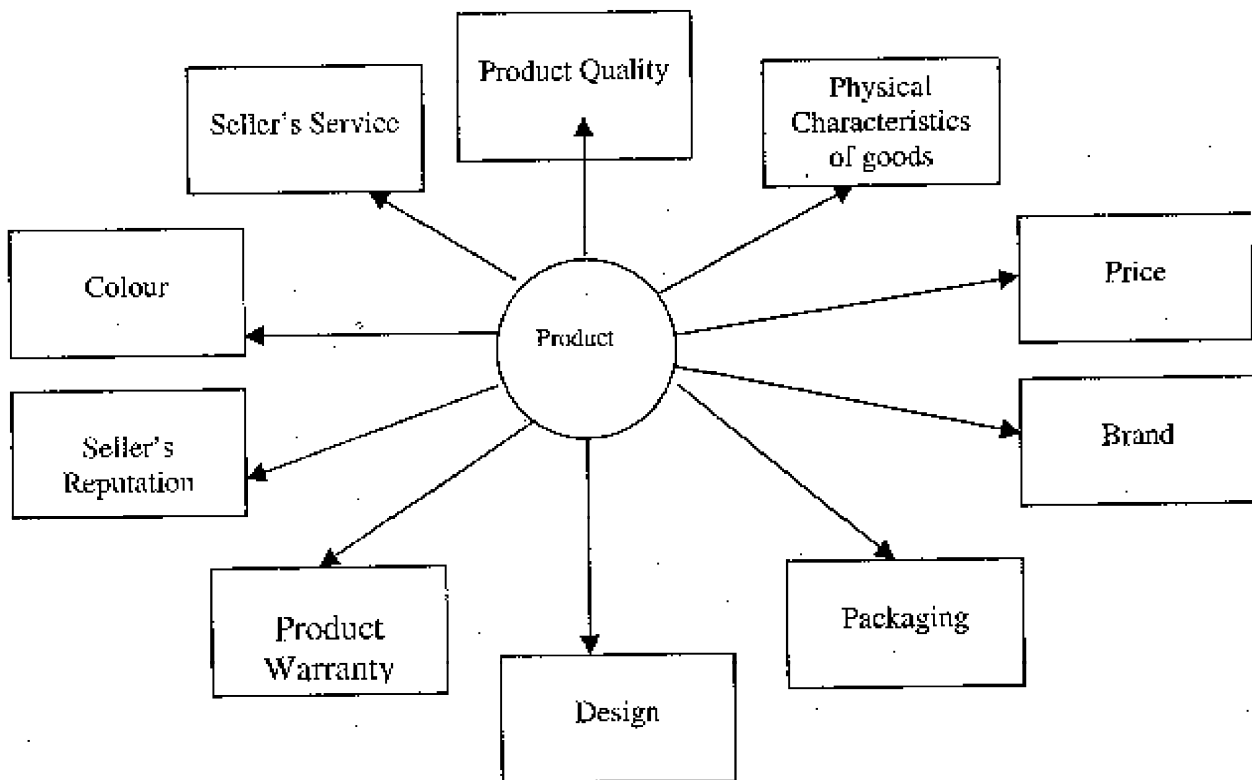 Product Quality
Seller's Service
Physical
Characteristics
of goods
Colour
Price
Product
Seller's
Reputation
Brand
Product
Warranty
Packaging
Design